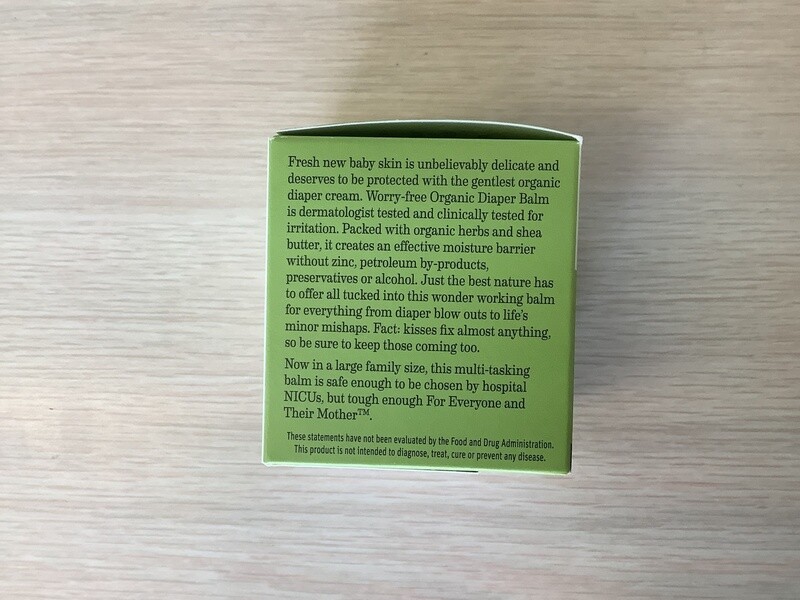 Fresh new baby skin is unbelievably delicate and
deserves to be protected with the gentlest organic
diaper cream. Worry-free Organic Diaper Balm
is dermatologist tested and clinically tested for
irritation. Packed with organic herbs and shea
butter, it creates an effective moisture barrier
without zinc, petroleum by-products,
preservatives or alcohol. Just the best nature has
to offer all tucked into this wonder working balm
for everything from diaper blow outs to life's
minor mishaps. Fact: kisses fix almost anything,
so be sure to keep those coming too.
Now in a large family size, this multi-tasking
balm is safe enough to be chosen by hospital
NICUs, but tough enough For Everyone and
Their Mother™.
These statements have not been evaluated by the Food and Drug Administration.
This product is not intended to diagnose, treat, cure or prevent any disease.